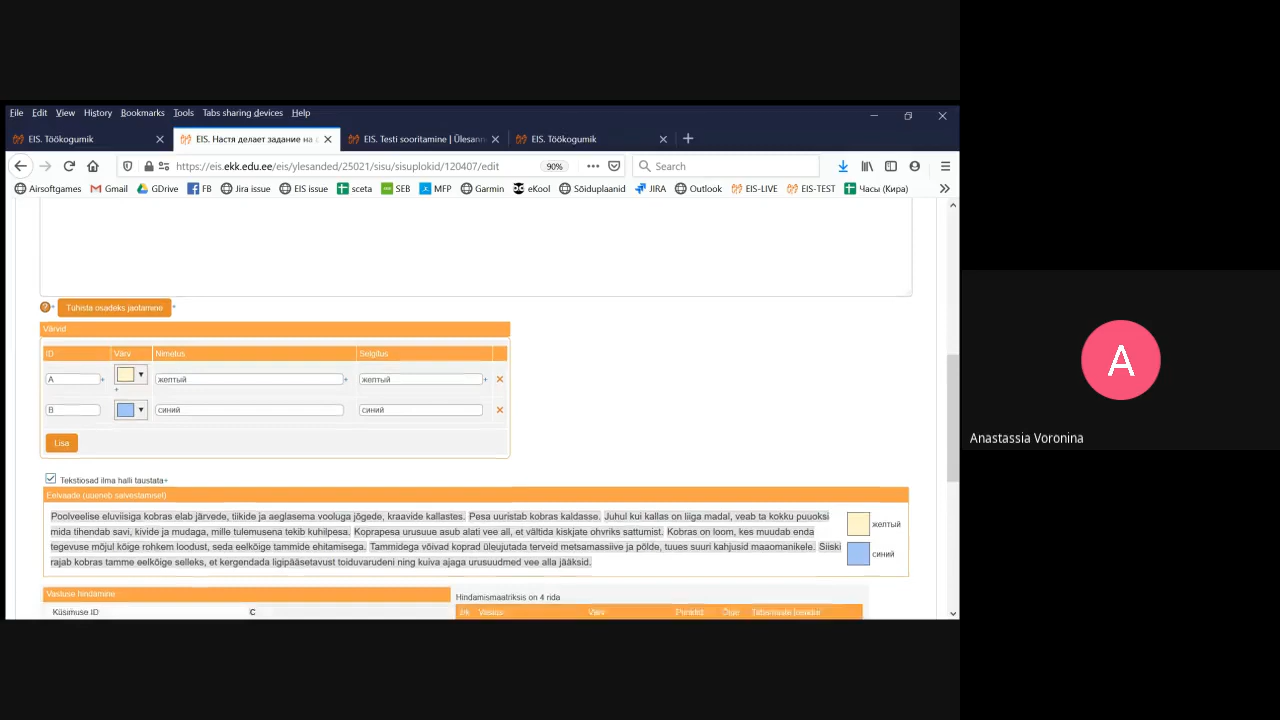 File Edit View History Bookmarks Tools Tabs sharing devices Help
EIS. Töökogumik
EIS. Настя делает задание на
EIS. Testi sooritamine | Ülesann
EIS. Töökogumik
https://eis.ekk.edu.ee/eis/ylesanded/25021/sisu/sisuplokid/120407/edit
90%
Search
Airsoftgames Gmail GDrive FB Jira issue EIS issue sceta SEB MFP Garmin eKool Sõiduplaanid JIRA Outlook EIS-LIVE EIS-TEST Часы (Кира)
Tühista osadeks jaotamine
Värvid
ID Värv Nimetus Selgitus
A желтый желтый
B синий синий
Lisa
Tekstiosad ilma halli taustata
Eelvaade (uueneb salvestamisel)
Poolveelise eluviisiga kobras elab järvede, tiikide ja aeglasema vooluga jõgede, kraavide kallastes. Pesa uuristab kobras kaldasse. Juhul kui kallas on liiga madal, veab ta kokku puuoksi
mida tihendab savi, kivide ja mudaga, mille tulemusena tekib kuhilpesa. Koprapesa urusuue asub alati vee all, et vältida kiskjate ohvriks sattumist. Kobras on loom, kes muudab enda
tegevuse mõjul kõige rohkem loodust, seda eelkõige tammide ehitamisega. Tammidega võivad koprad üleujutada terveid metsamassiive ja põlde, tuues suuri kahjusid maaomanikele. Siiski
rajab kobras tamme eelkõige selleks, et kergendada ligipääsetavust toiduvarudeni ning kuiva ajaga urusuudmed vee alla jääksid.
желтый
синий
Vastuse hindamine
Küsimuse ID C
Hindamismaatriksis on 4 rida
Jrk Vastus Värv Punktid Õige
A
Anastassia Voronina